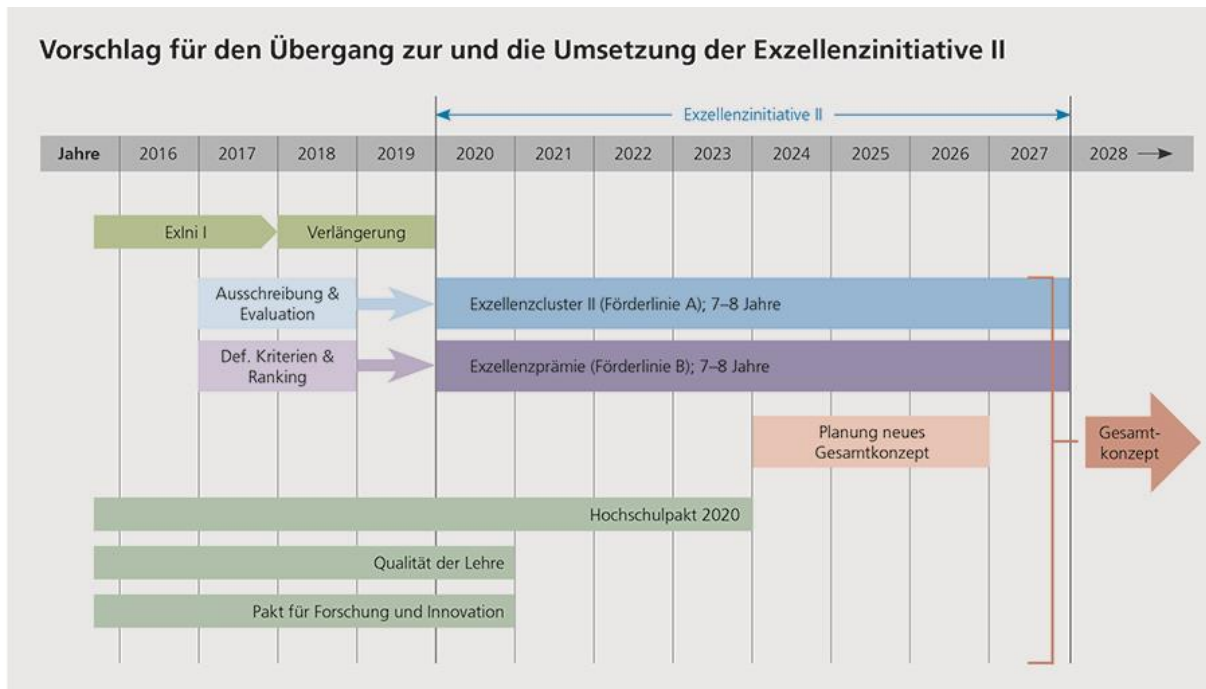 Vorschlag für den Übergang zur und die Umsetzung der Exzellenzinitiative II
Exzellenzinitiative II
Jahre 2016 2017 2018 2019 2020 2021 2022 2023 2024 2025 2026 2027 2028
ExIni I Verlängerung
Ausschreibung &
Evaluation
Exzellenzcluster II (Förderlinie A); 7–8 Jahre
Def. Kriterien &
Ranking
Exzellenzprämie (Förderlinie B); 7–8 Jahre
Planung neues
Gesamtkonzept
Gesamt-
konzept
Hochschulpakt 2020
Qualität der Lehre
Pakt für Forschung und Innovation